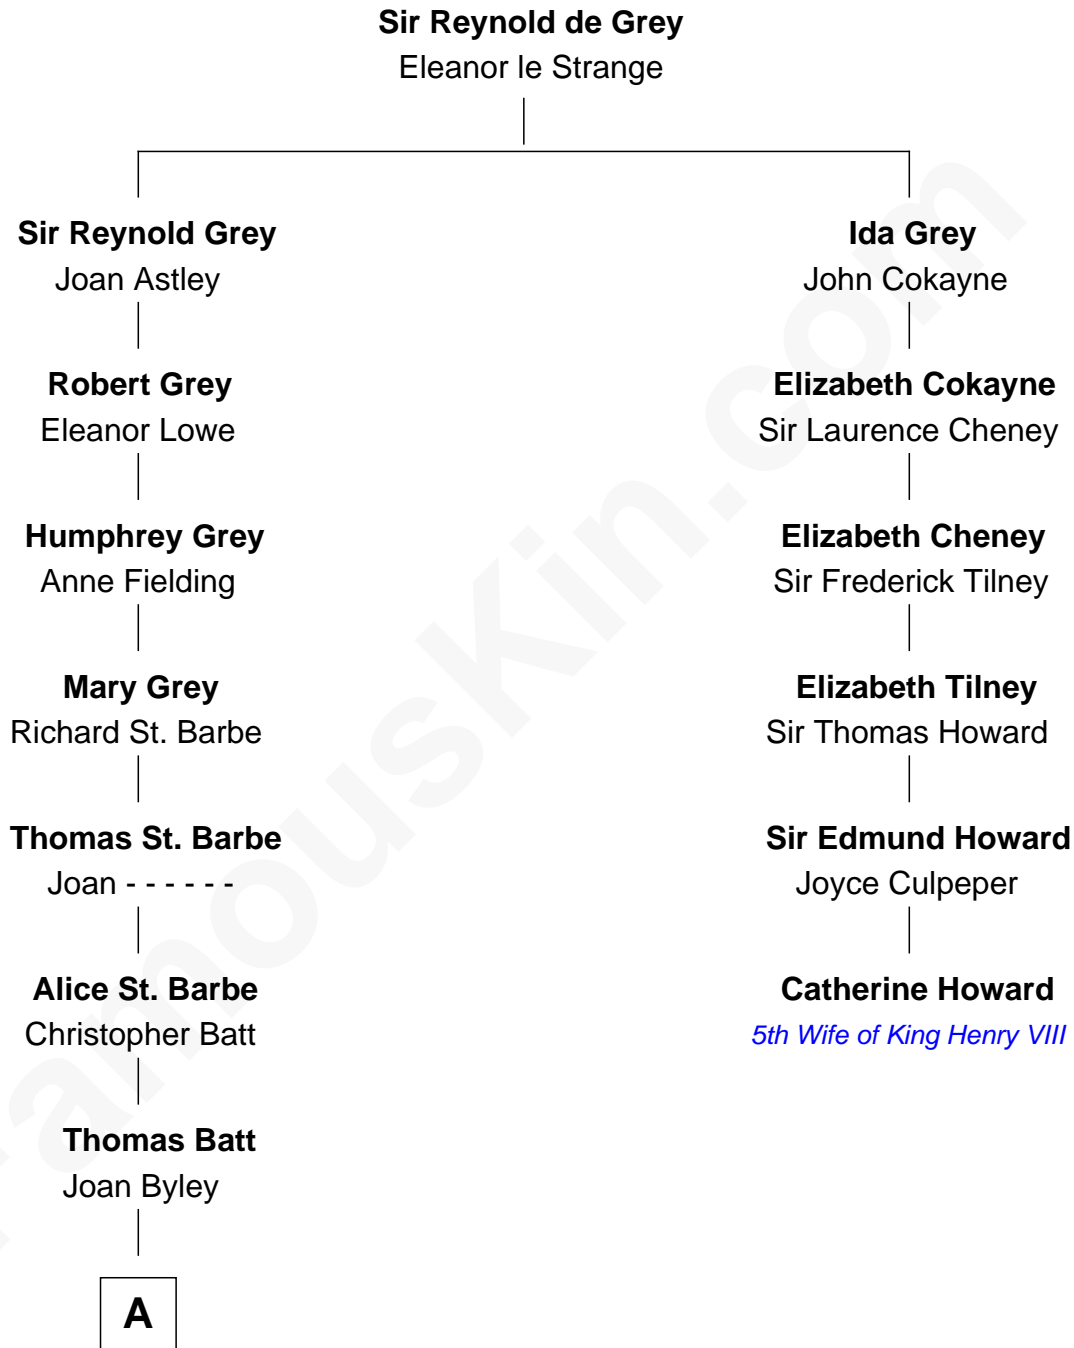 Sir Reynold de Grey
Eleanor le Strange
Sir Reynold Grey
Joan Astley
Ida Grey
John Cokayne
Robert Grey
Eleanor Lowe
Elizabeth Cokayne
Sir Laurence Cheney
Humphrey Grey
Anne Fielding
Elizabeth Cheney
Sir Frederick Tilney
Mary Grey
Richard St. Barbe
Elizabeth Tilney
Sir Thomas Howard
Thomas St. Barbe
Joan - - - - - -
Sir Edmund Howard
Joyce Culpeper
Alice St. Barbe
Christopher Batt
Catherine Howard
5th Wife of King Henry VIII
Thomas Batt
Joan Byley
A
FamousKin.com